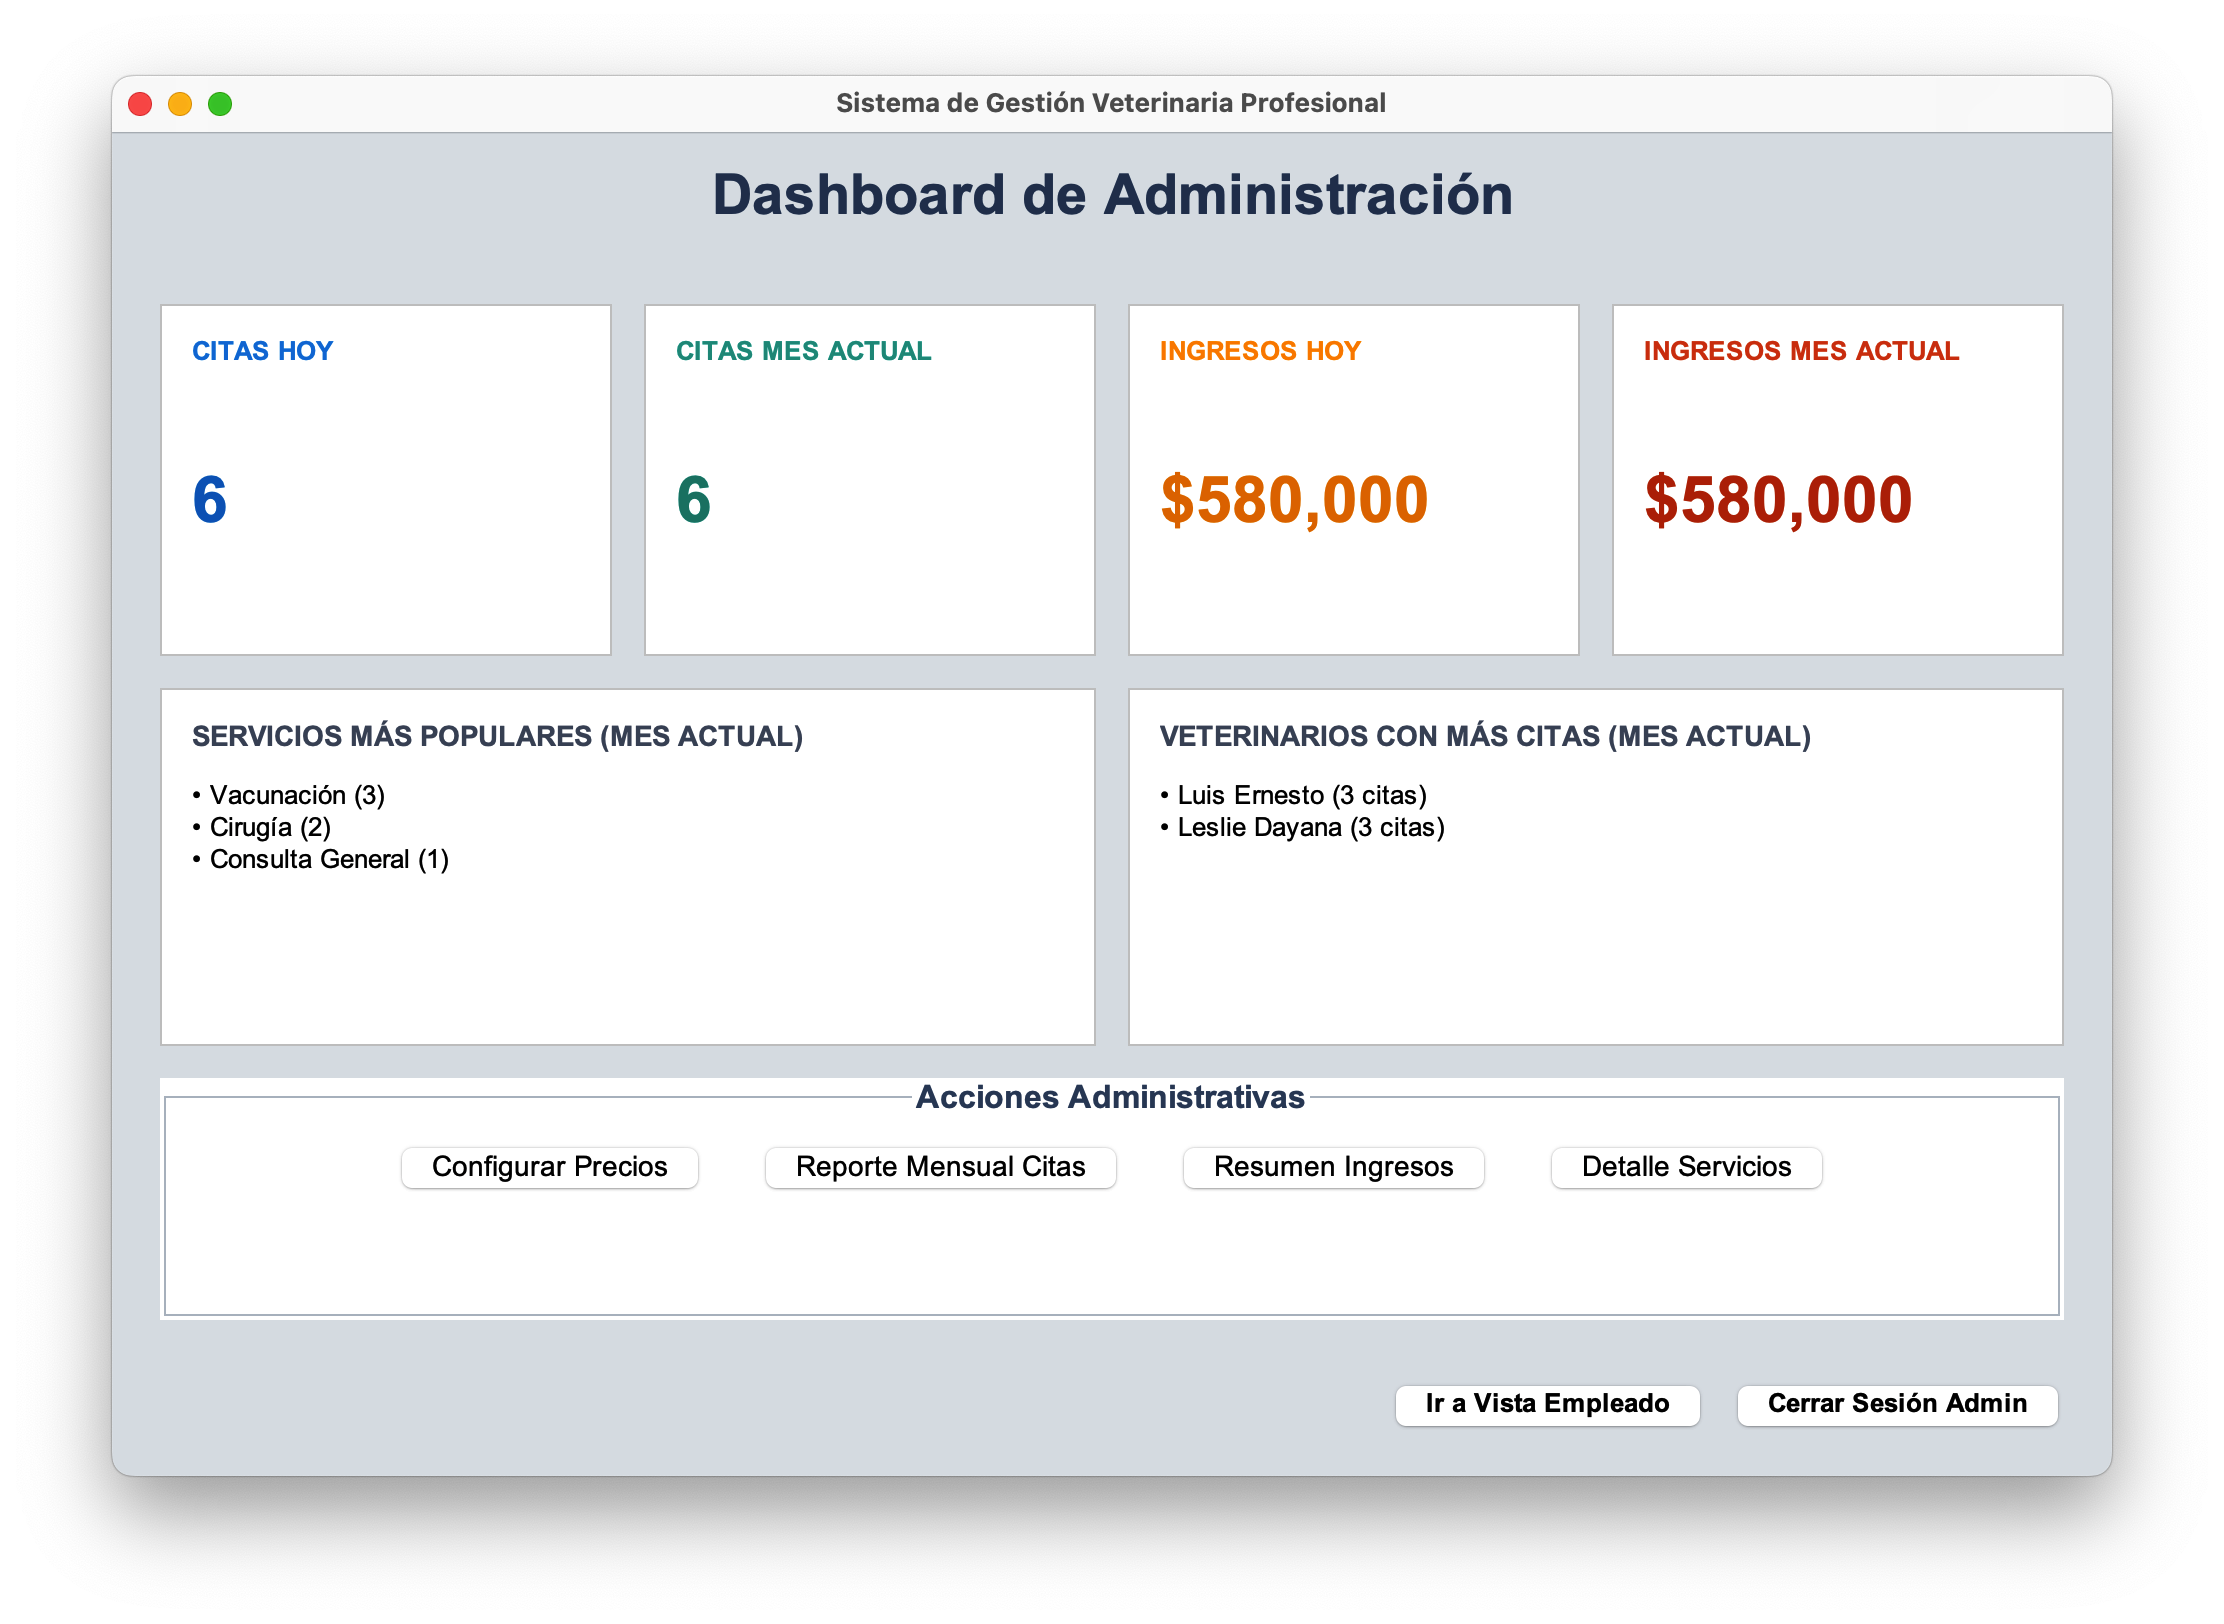 Sistema de Gestión Veterinaria Profesional
Dashboard de Administración
CITAS HOY
6
CITAS MES ACTUAL
6
INGRESOS HOY
$580,000
INGRESOS MES ACTUAL
$580,000
SERVICIOS MÁS POPULARES (MES ACTUAL)
• Vacunación (3)
• Cirugía (2)
• Consulta General (1)
VETERINARIOS CON MÁS CITAS (MES ACTUAL)
• Luis Ernesto (3 citas)
• Leslie Dayana (3 citas)
Acciones Administrativas
Configurar Precios
Reporte Mensual Citas
Resumen Ingresos
Detalle Servicios
Ir a Vista Empleado
Cerrar Sesión Admin